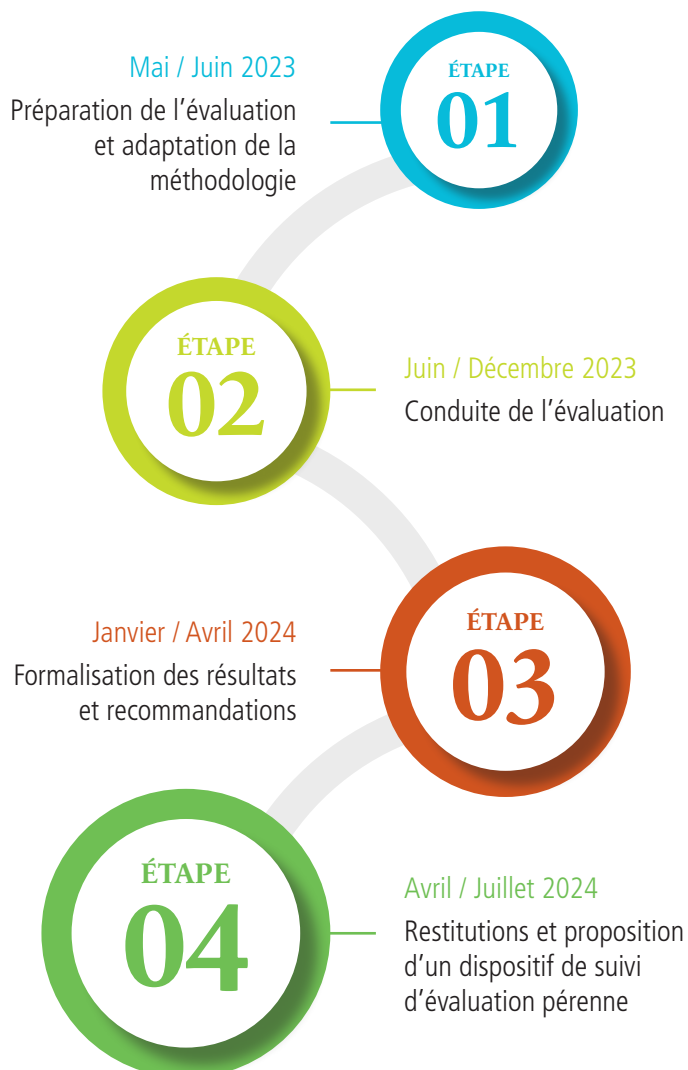 Mai / Juin 2023
Préparation de l’évaluation
et adaptation de la
méthodologie
ÉTAPE
01
ÉTAPE
02
Juin / Décembre 2023
Conduite de l’évaluation
Janvier / Avril 2024
Formalisation des résultats
et recommandations
ÉTAPE
03
ÉTAPE
04
Avril / Juillet 2024
Restitutions et proposition
d’un dispositif de suivi
d’évaluation pérenne